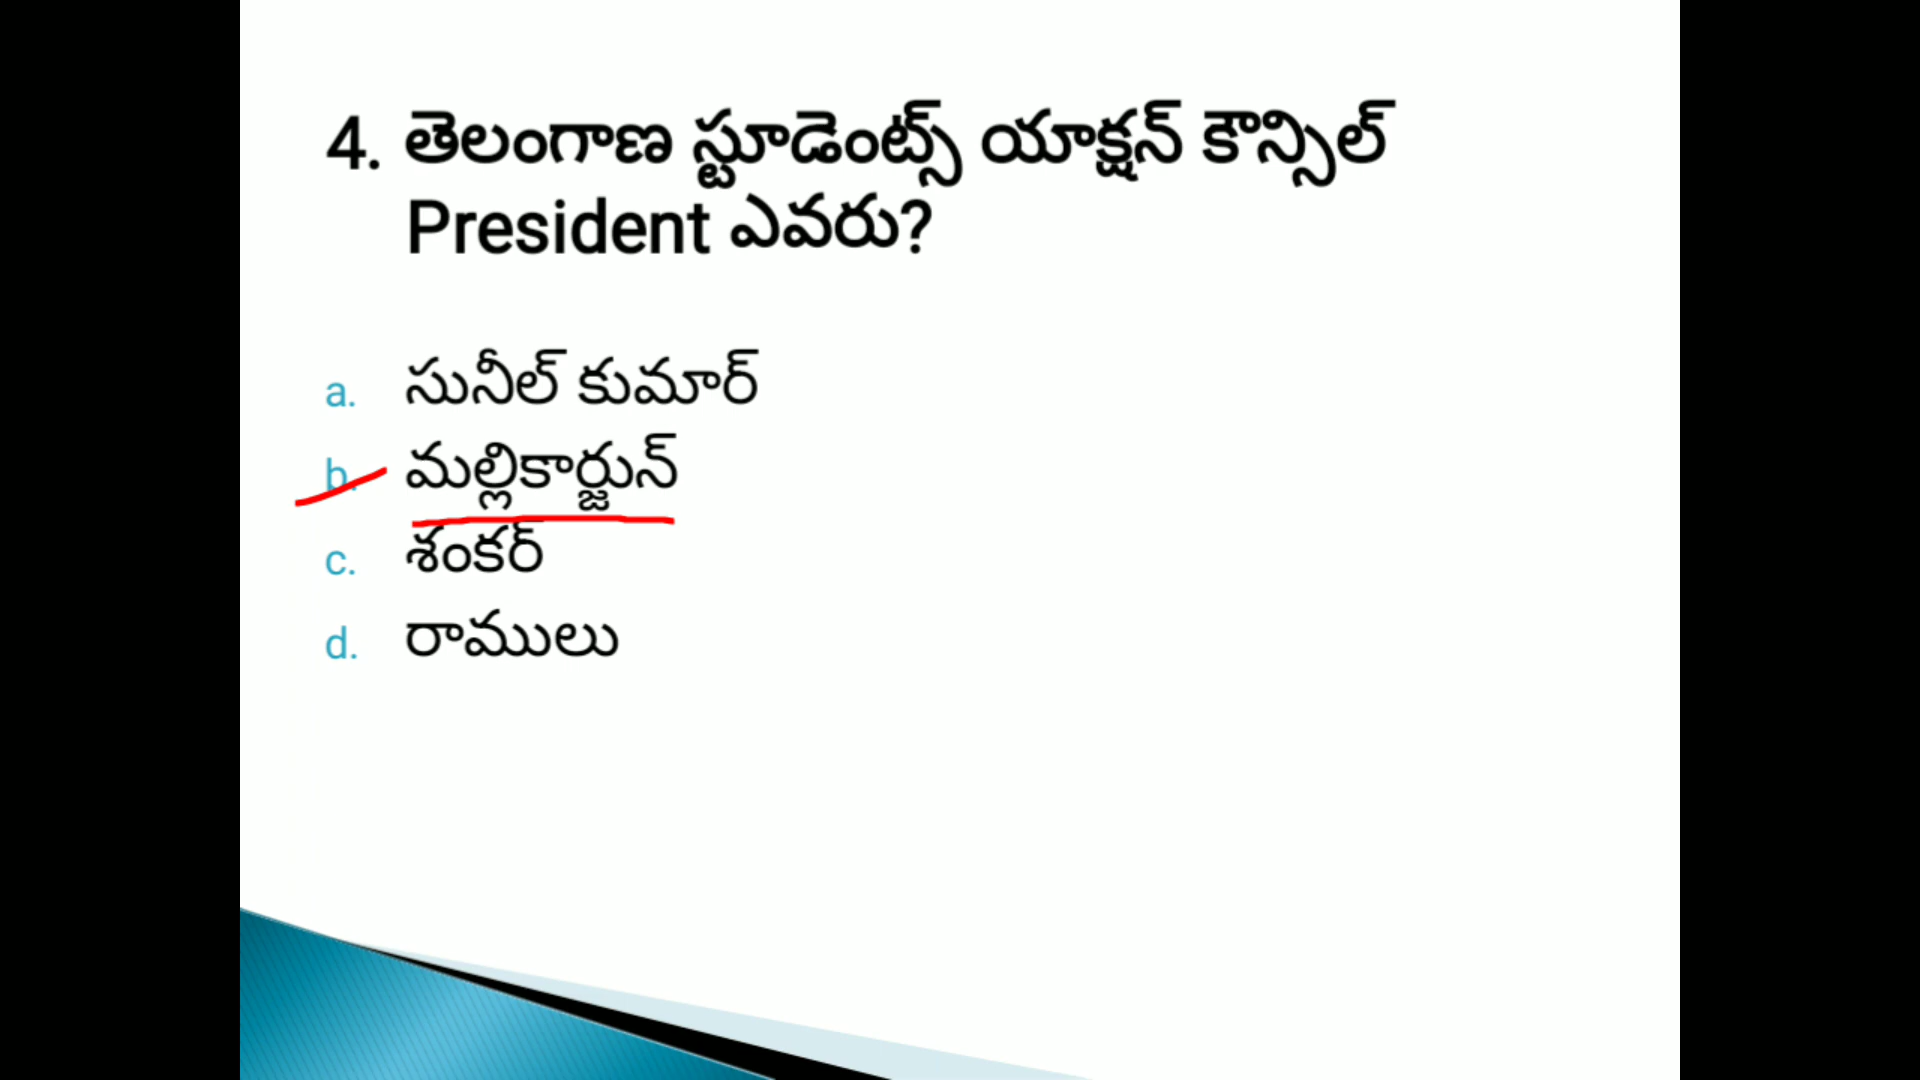 4. తెలంగాణ స్టూడెంట్స్ యాక్షన్ కౌన్సిల్
President ఎవరు?
a. సునీల్ కుమార్
b. మల్లికార్జున్
c. శంకర్
d. రాములు